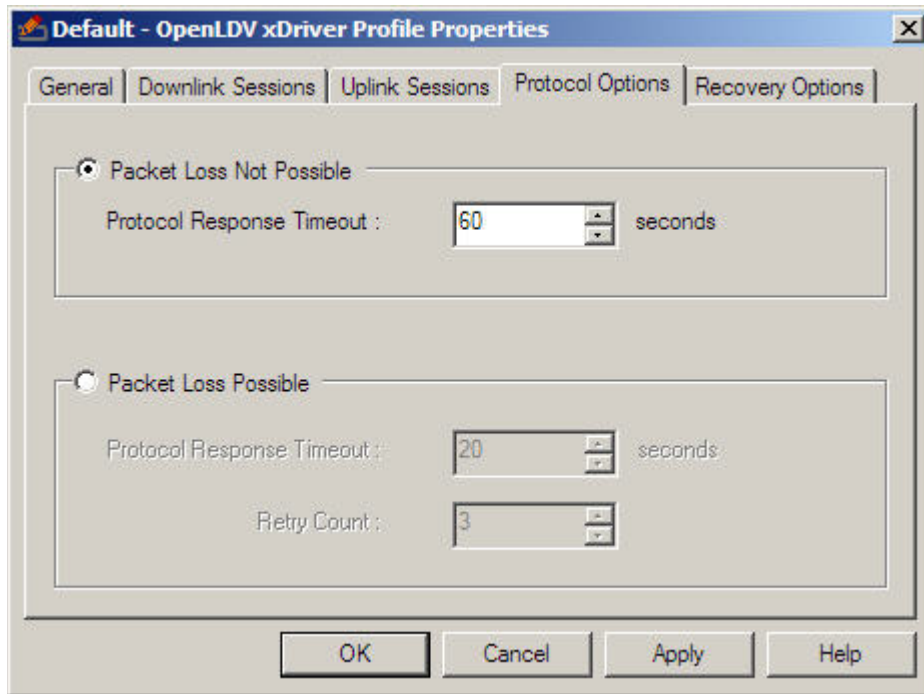 Default - OpenLDV xDriver Profile Properties
General Downlink Sessions Uplink Sessions Protocol Options Recovery Options
Packet Loss Not Possible
Protocol Response Timeout : 60 seconds
Packet Loss Possible
Protocol Response Timeout : 20 seconds
Retry Count : 3
OK Cancel Apply Help